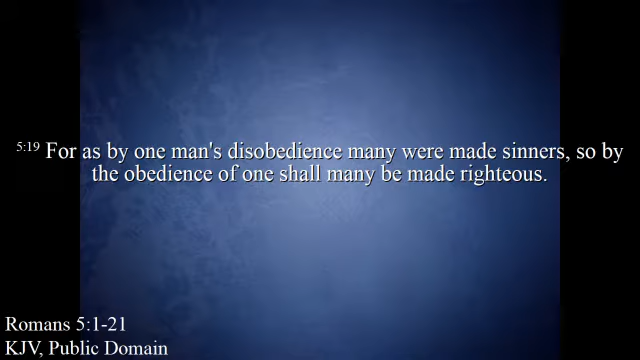 5:19 For as by one man's disobedience many were made sinners, so by
the obedience of one shall many be made righteous.
Romans 5:1-21
KJV, Public Domain